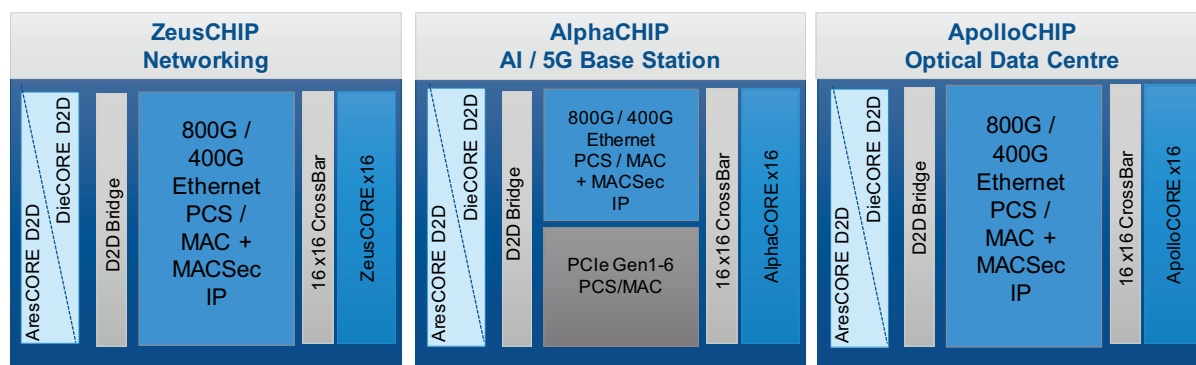 ZeusCHIP
Networking
AresCORE D2D
DieCORE D2D
D2D Bridge
800G /
400G
Ethernet
PCS /
MAC +
MACSec
IP
16 x16 CrossBar
ZeusCORE x16
AlphaCHIP
AI / 5G Base Station
AresCORE D2D
DieCORE D2D
D2D Bridge
800G / 400G
Ethernet
PCS / MAC
+ MACSec
IP
PCIe Gen1-6
PCS/MAC
16 x16 CrossBar
AlphaCORE x16
ApolloCHIP
Optical Data Centre
AresCORE D2D
DieCORE D2D
D2D Bridge
800G /
400G
Ethernet
PCS /
MAC +
MACSec
IP
16 x16 CrossBar
ApolloCORE x16